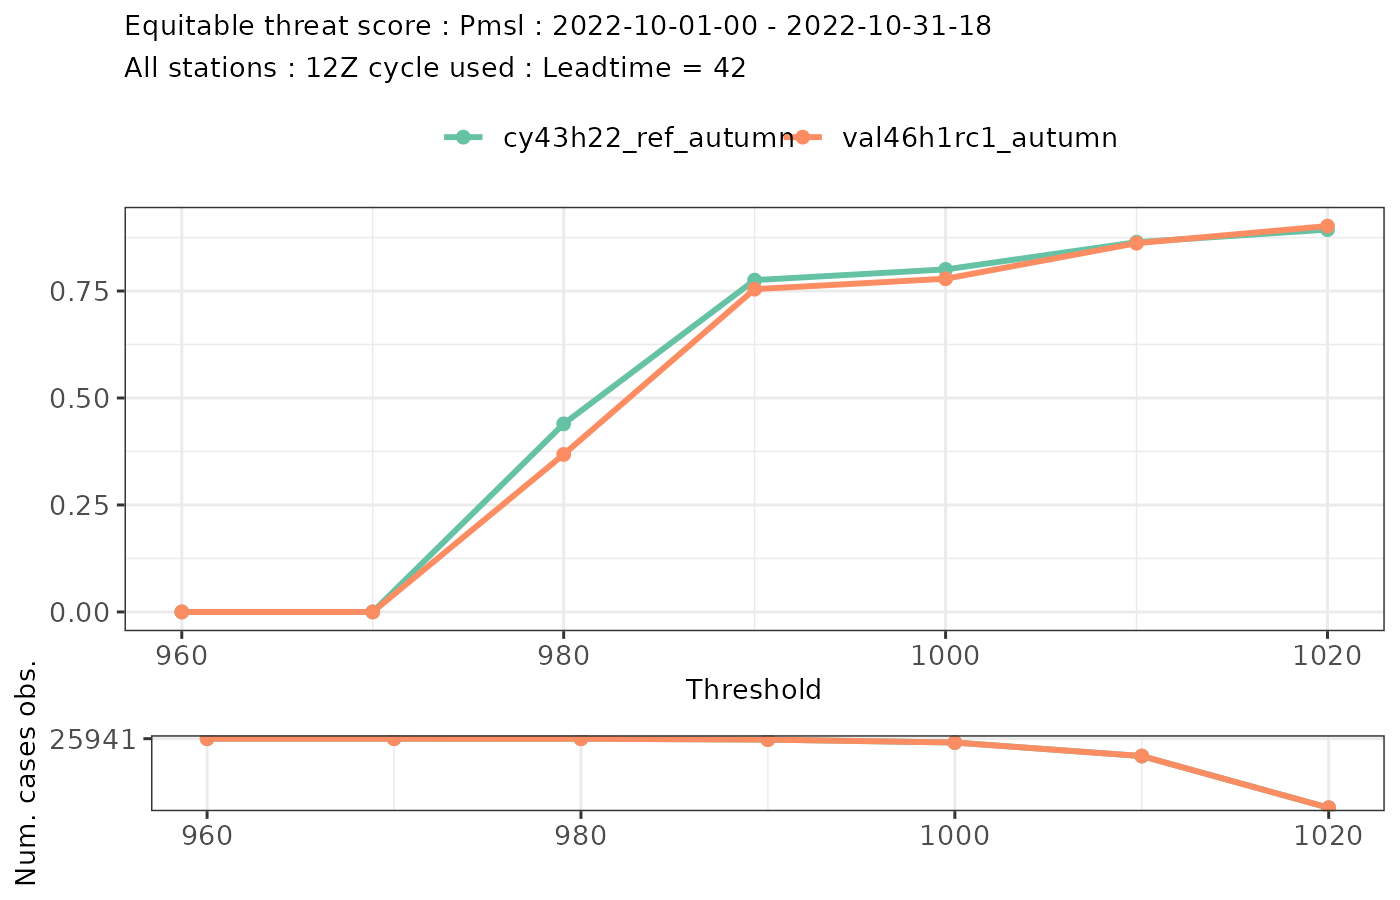 Equitable threat score : Pmsl : 2022-10-01-00 - 2022-10-31-18
All stations : 12Z cycle used : Leadtime = 42
cy43h22_ref_autumn val46h1rc1_autumn
0.75
0.50
0.25
0.00
960 980 1000 1020
Threshold
Num. cases obs.
25941
960 980 1000 1020